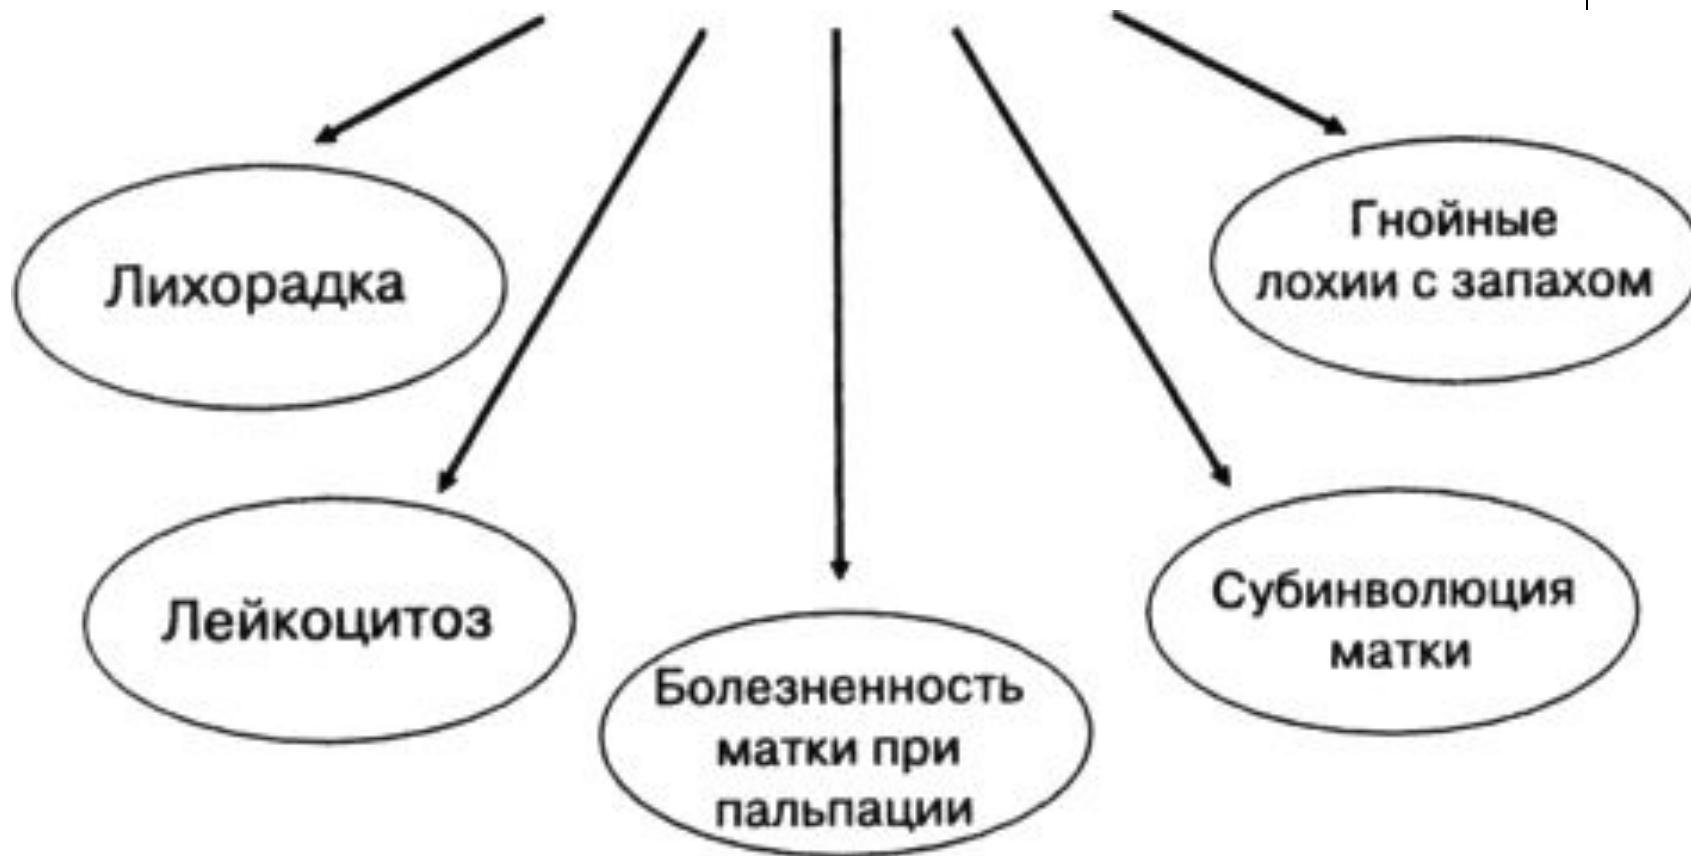 Лихорадка
Гнойные
лохии с запахом
Лейкоцитоз
Субинволюция
матки
Болезненность
матки при
пальпации